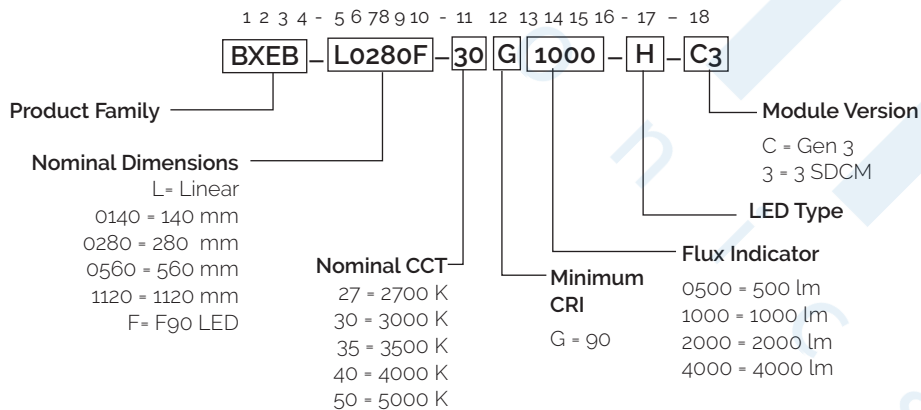 1 2 3 4 - 5 6 7 8 9 10 - 11 12 13 14 15 16 - 17 - 18
BXEB - L0280F - 30 G 1000 - H - C3
Product Family
Nominal Dimensions
L= Linear
0140 = 140 mm
0280 = 280 mm
0560 = 560 mm
1120 = 1120 mm
F= F90 LED
Nominal CCT
27 = 2700 K
30 = 3000 K
35 = 3500 K
40 = 4000 K
50 = 5000 K
Minimum
CRI
G = 90
Flux Indicator
0500 = 500 lm
1000 = 1000 lm
2000 = 2000 lm
4000 = 4000 lm
LED Type
Module Version
C = Gen 3
3 = 3 SDCM